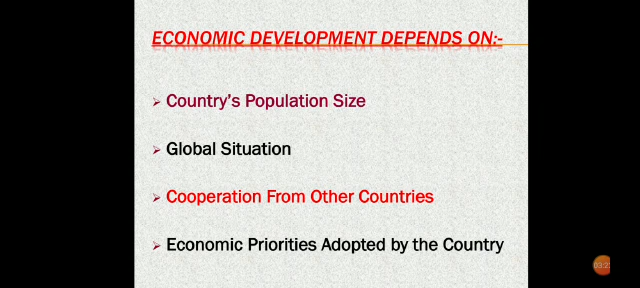 ECONOMIC DEVELOPMENT DEPENDS ON:-
➢ Country's Population Size
➢ Global Situation
➢ Cooperation From Other Countries
➢ Economic Priorities Adopted by the Country